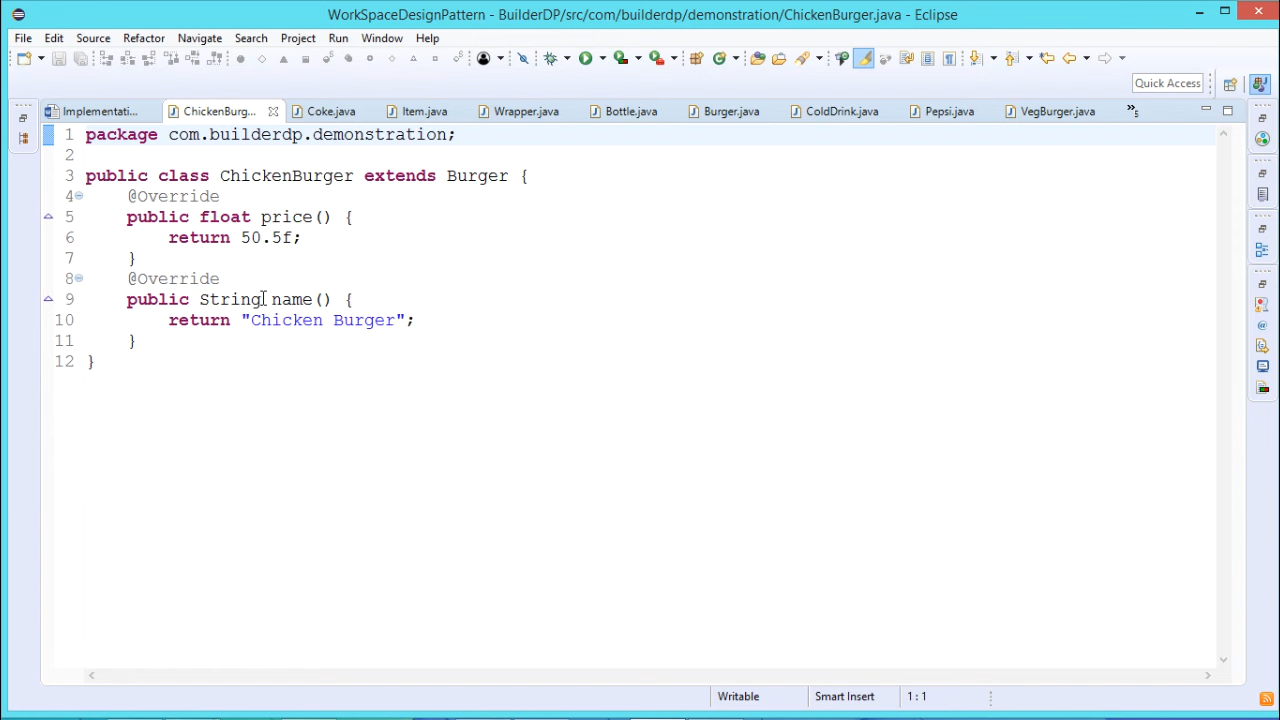 WorkSpaceDesignPattern - BuilderDP/src/com/builderdp/demonstration/ChickenBurger.java - Eclipse
File Edit Source Refactor Navigate Search Project Run Window Help
Quick Access
Implementati... ChickenBurg... Coke.java Item.java Wrapper.java Bottle.java Burger.java ColdDrink.java Pepsi.java VegBurger.java »5
1 package com.builderdp.demonstration;
2
3 public class ChickenBurger extends Burger {
4 @Override
5 public float price() {
6 return 50.5f;
7 }
8 @Override
9 public String name() {
10 return "Chicken Burger";
11 }
12 }
Writable Smart Insert 1 : 1